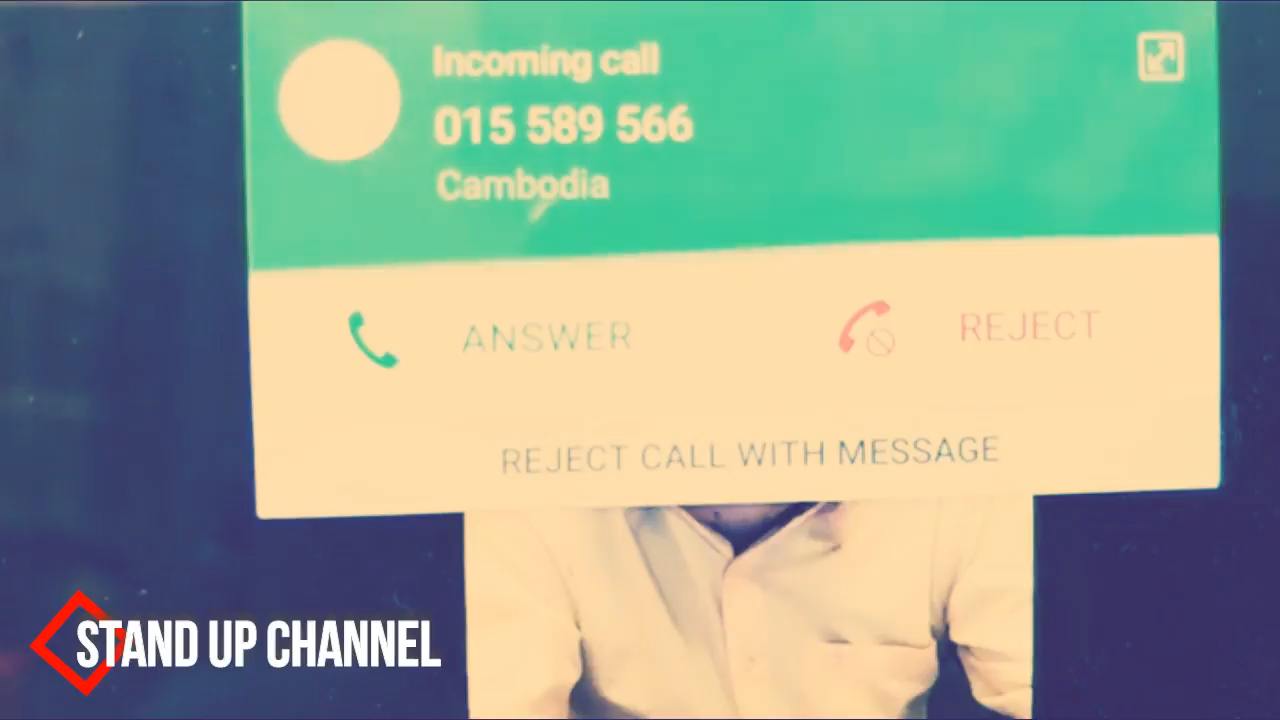 Incoming call
015 589 566
Cambodia
ANSWER
REJECT
REJECT CALL WITH MESSAGE
STAND UP CHANNEL